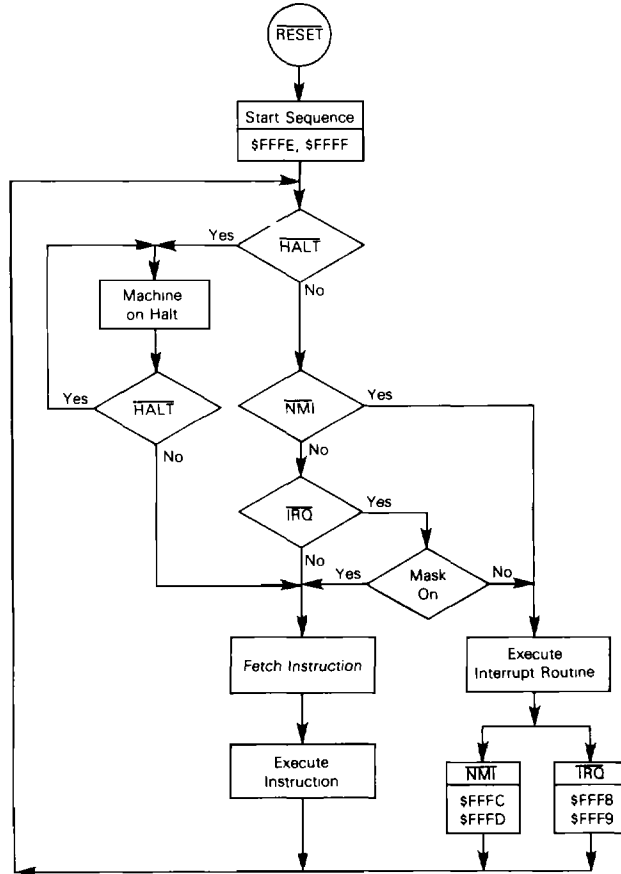 RESET
Start Sequence
$FFFE, $FFFF
Yes
HALT
No
Machine
on Halt
Yes
HALT
No
NMI
Yes
No
IRQ
Yes
No
Yes
Mask
On
No
Fetch Instruction
Execute
Interrupt Routine
Execute
Instruction
NMI
$FFFC
$FFFD
IRQ
$FFF8
$FFF9